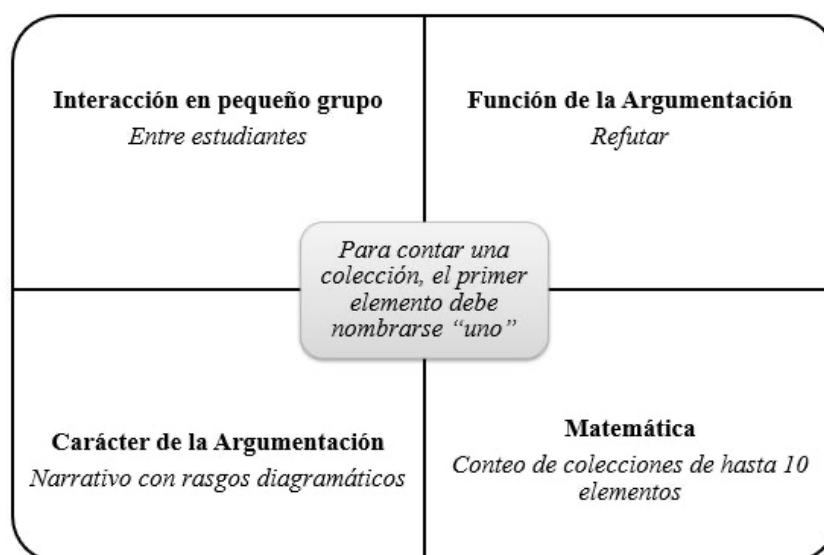 Interacción en pequeño grupo
Entre estudiantes
Función de la Argumentación
Refutar
Para contar una
colección, el primer
elemento debe
nombrarse “uno”
Carácter de la Argumentación
Narrativo con rasgos diagramáticos
Matemática
Conteo de colecciones de hasta 10
elementos